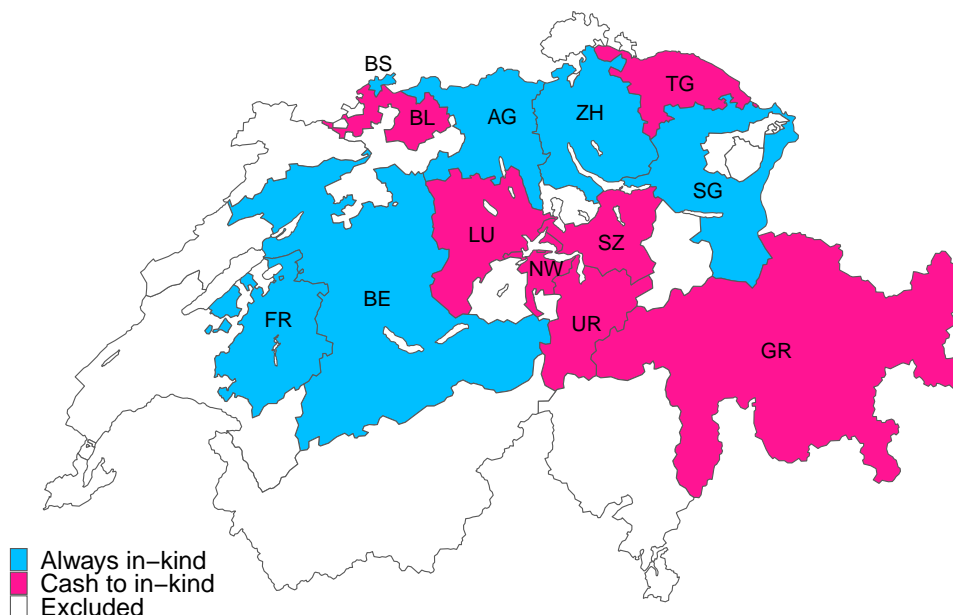 BS
TG
BL
AG
ZH
SG
LU
SZ
NW
BE
FR
UR
GR
Always in−kind
Cash to in−kind
Excluded